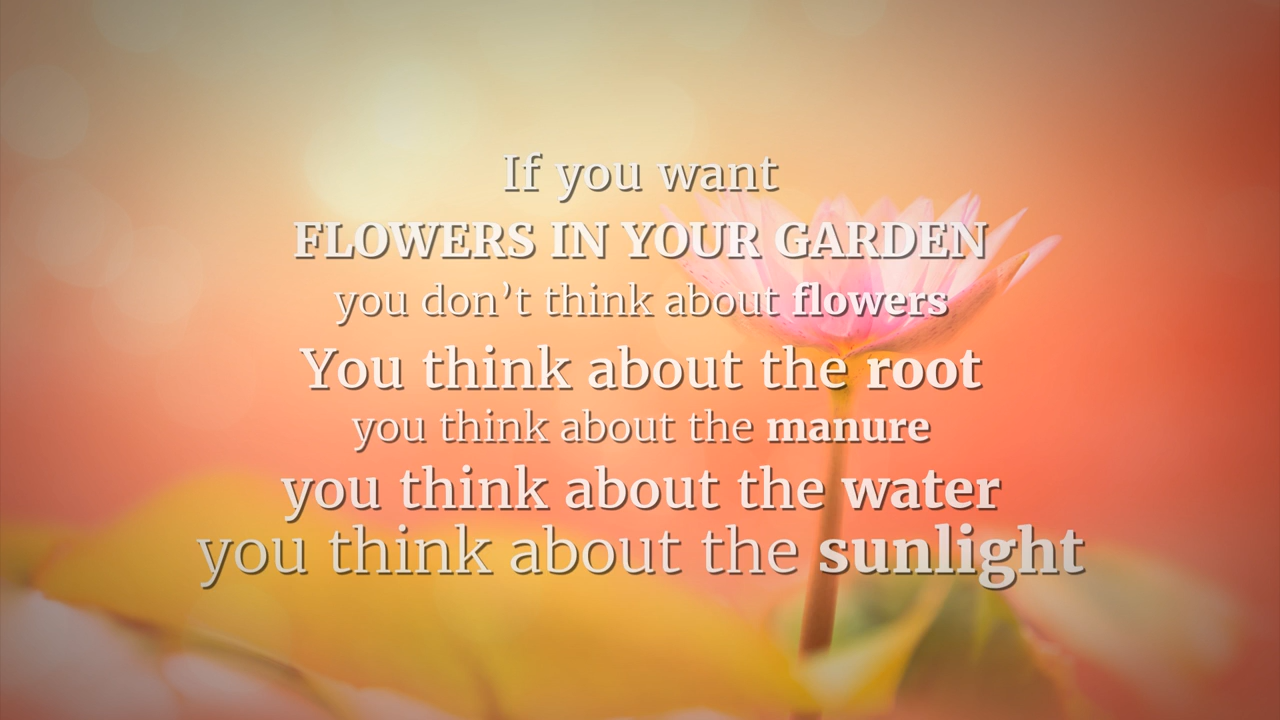 If you want
FLOWERS IN YOUR GARDEN
you don’t think about flowers
You think about the root
you think about the manure
you think about the water
you think about the sunlight